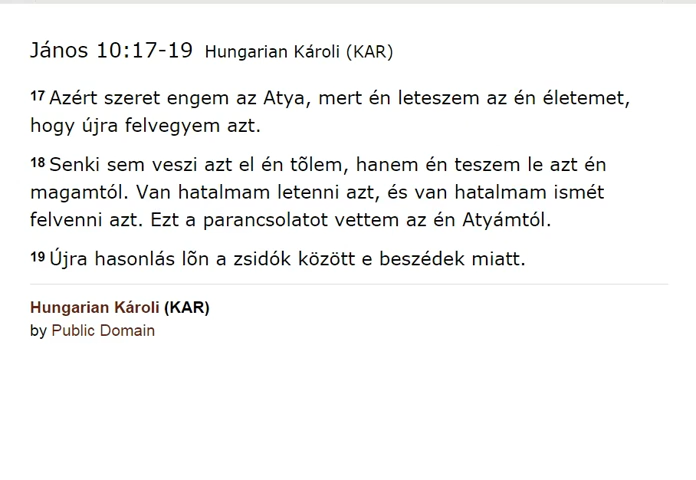 János 10:17-19 Hungarian Károli (KAR)
17 Azért szeret engem az Atya, mert én leteszem az én életemet,
hogy újra felvegyem azt.
18 Senki sem veszi azt el én tõlem, hanem én teszem le azt én
magamtól. Van hatalmam letenni azt, és van hatalmam ismét
felvenni azt. Ezt a parancsolatot vettem az én Atyámtól.
19 Újra hasonlás lõn a zsidók között e beszédek miatt.
Hungarian Károli (KAR)
by Public Domain